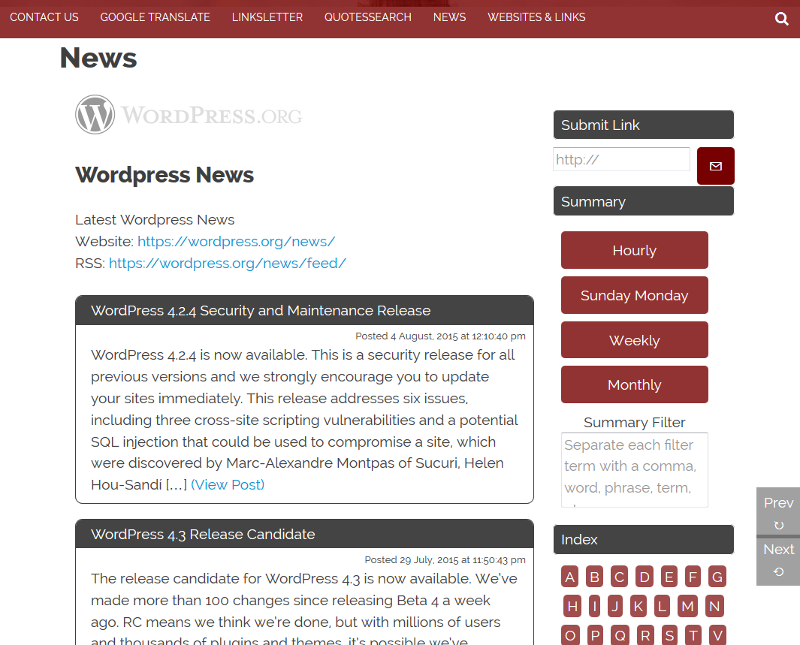 CONTACT US GOOGLE TRANSLATE LINKSLETTER QUOTESSEARCH NEWS WEBSITES & LINKS
News
WORDPRESS.ORG
Wordpress News
Latest Wordpress News
Website: https://wordpress.org/news/
RSS: https://wordpress.org/news/feed/
WordPress 4.2.4 Security and Maintenance Release
Posted 4 August, 2015 at 12:10:40 pm
WordPress 4.2.4 is now available. This is a security release for all
previous versions and we strongly encourage you to update
your sites immediately. This release addresses six issues,
including three cross-site scripting vulnerabilities and a potential
SQL injection that could be used to compromise a site, which
were discovered by Marc-Alexandre Montpas of Sucuri, Helen
Hou-Sandí […] (View Post)
WordPress 4.3 Release Candidate
Posted 29 July, 2015 at 11:50:43 pm
The release candidate for WordPress 4.3 is now available. We've
made more than 100 changes since releasing Beta 4 a week
ago. RC means we think we're done, but with millions of users
and thousands of plugins and themes, it's possible we've
Submit Link
http://
Summary
Hourly
Sunday Monday
Weekly
Monthly
Summary Filter
Separate each filter
term with a comma,
word, phrase, term,
Index
A B C D E F G
H I J K L M N
O P Q R S T V
Prev
Next